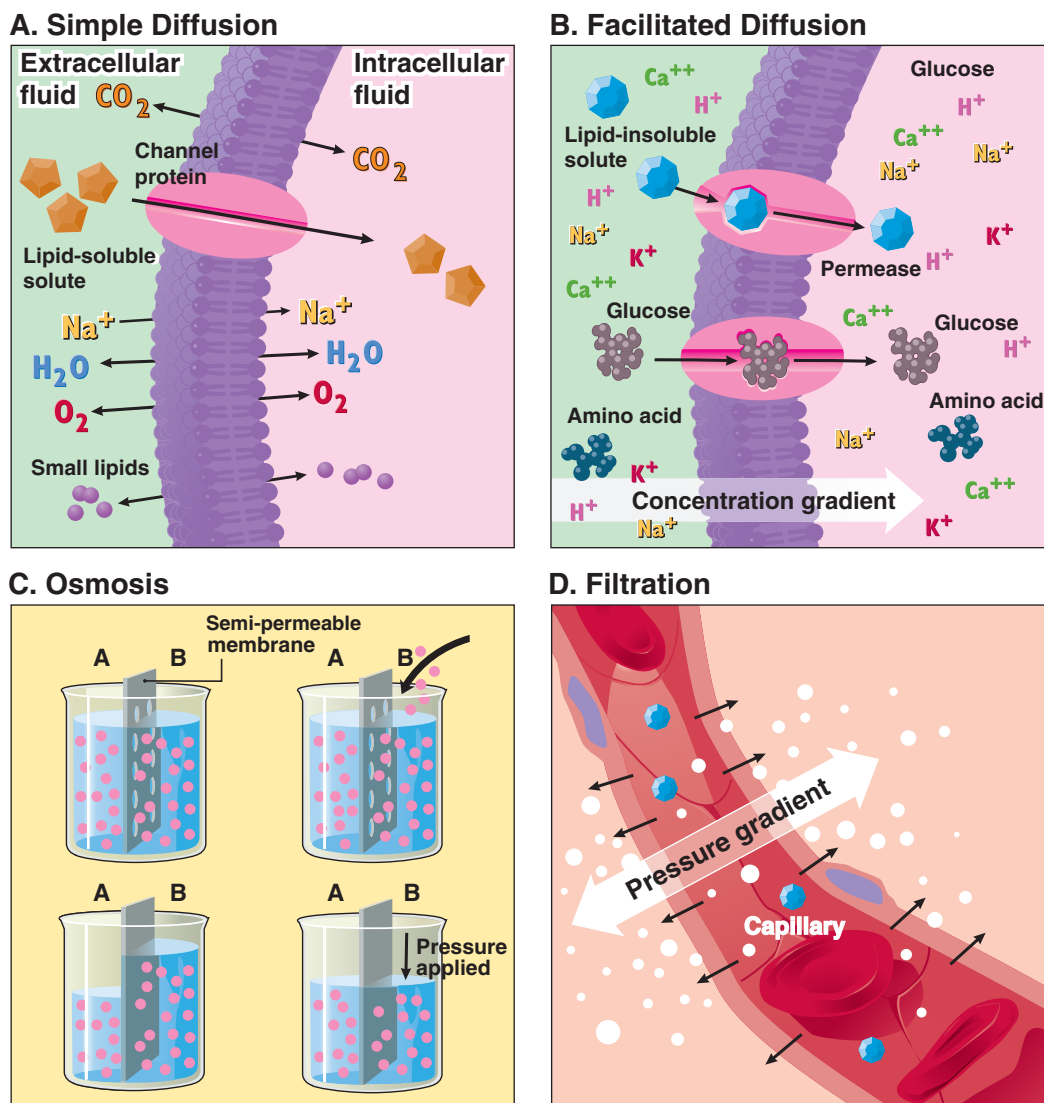 A. Simple Diffusion
Extracellular
fluid
Intracellular
fluid
CO2
CO2
Channel
protein
Lipid-soluble
solute
Na+
Na+
H2O
H2O
O2
O2
Small lipids
B. Facilitated Diffusion
Ca++
H+
Glucose
H+
Ca++
Na+
Na+
Lipid-insoluble
solute
H+
Na+
K+
K+
Permease
H+
Ca++
Glucose
Ca++
Glucose
H+
Amino acid
Amino acid
Na+
K+
Ca++
Concentration gradient
H+
Na+
K+
C. Osmosis
Semi-permeable
membrane
A
B
A
B
A
B
A
B
Pressure
applied
D. Filtration
Pressure gradient
Capillary